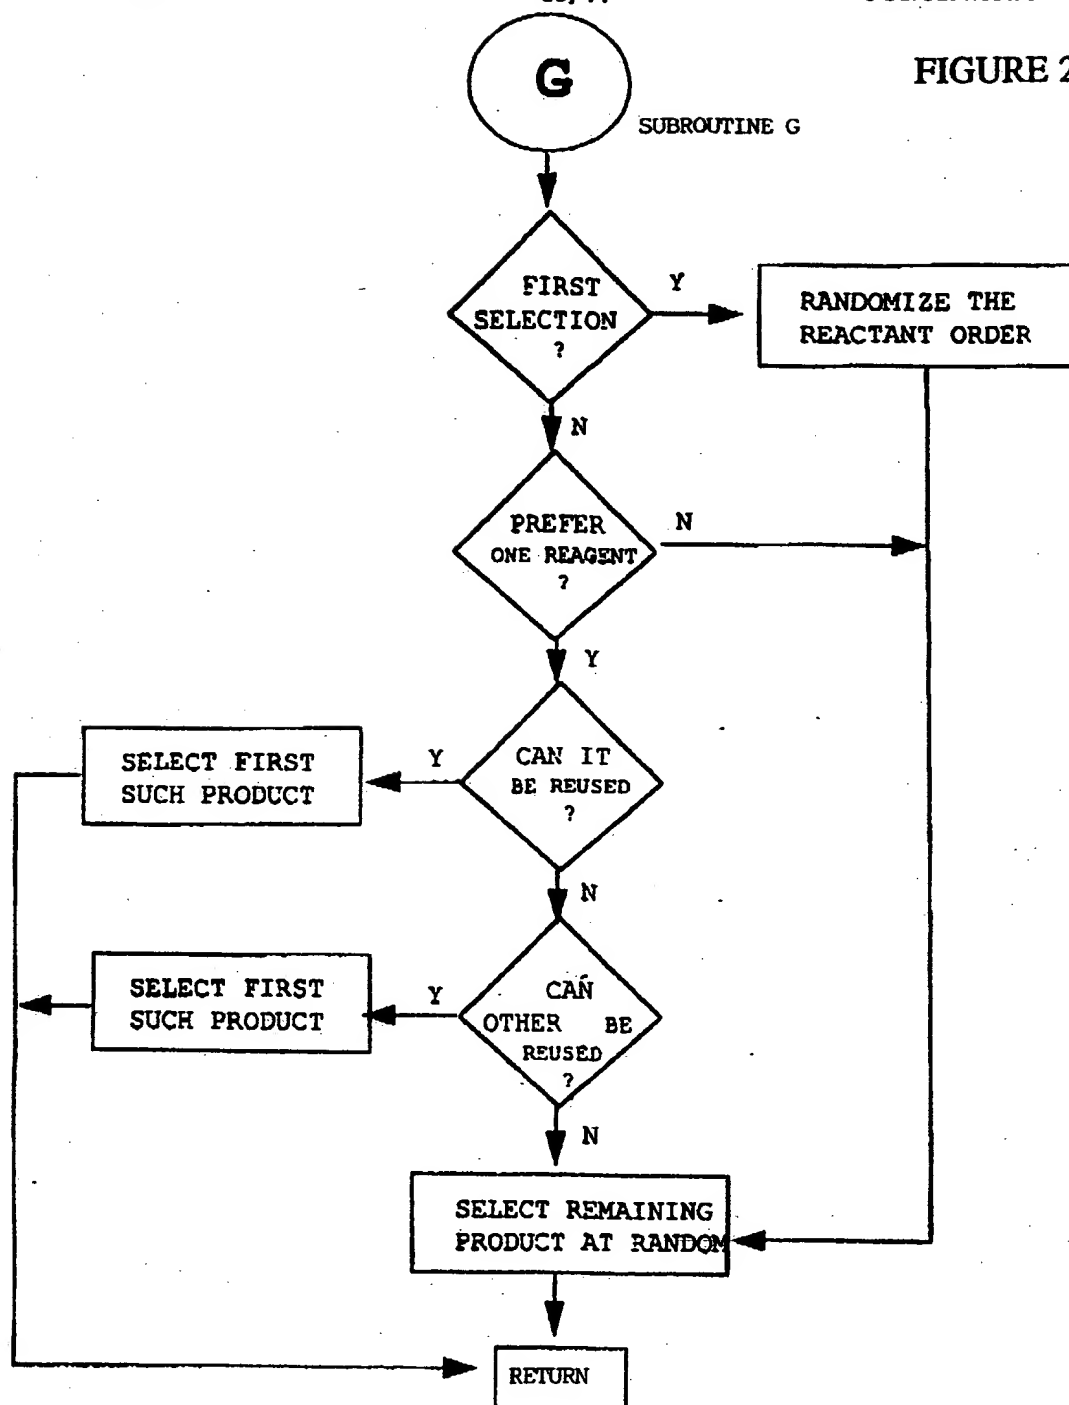 FIGURE 2
G
SUBROUTINE G
FIRST
SELECTION
?
Y
RANDOMIZE THE
REACTANT ORDER
N
PREFER
ONE REAGENT
?
N
Y
CAN IT
BE REUSED
?
Y
SELECT FIRST
SUCH PRODUCT
N
CAN
OTHER BE
REUSED
?
Y
SELECT FIRST
SUCH PRODUCT
N
SELECT REMAINING
PRODUCT AT RANDOM
RETURN